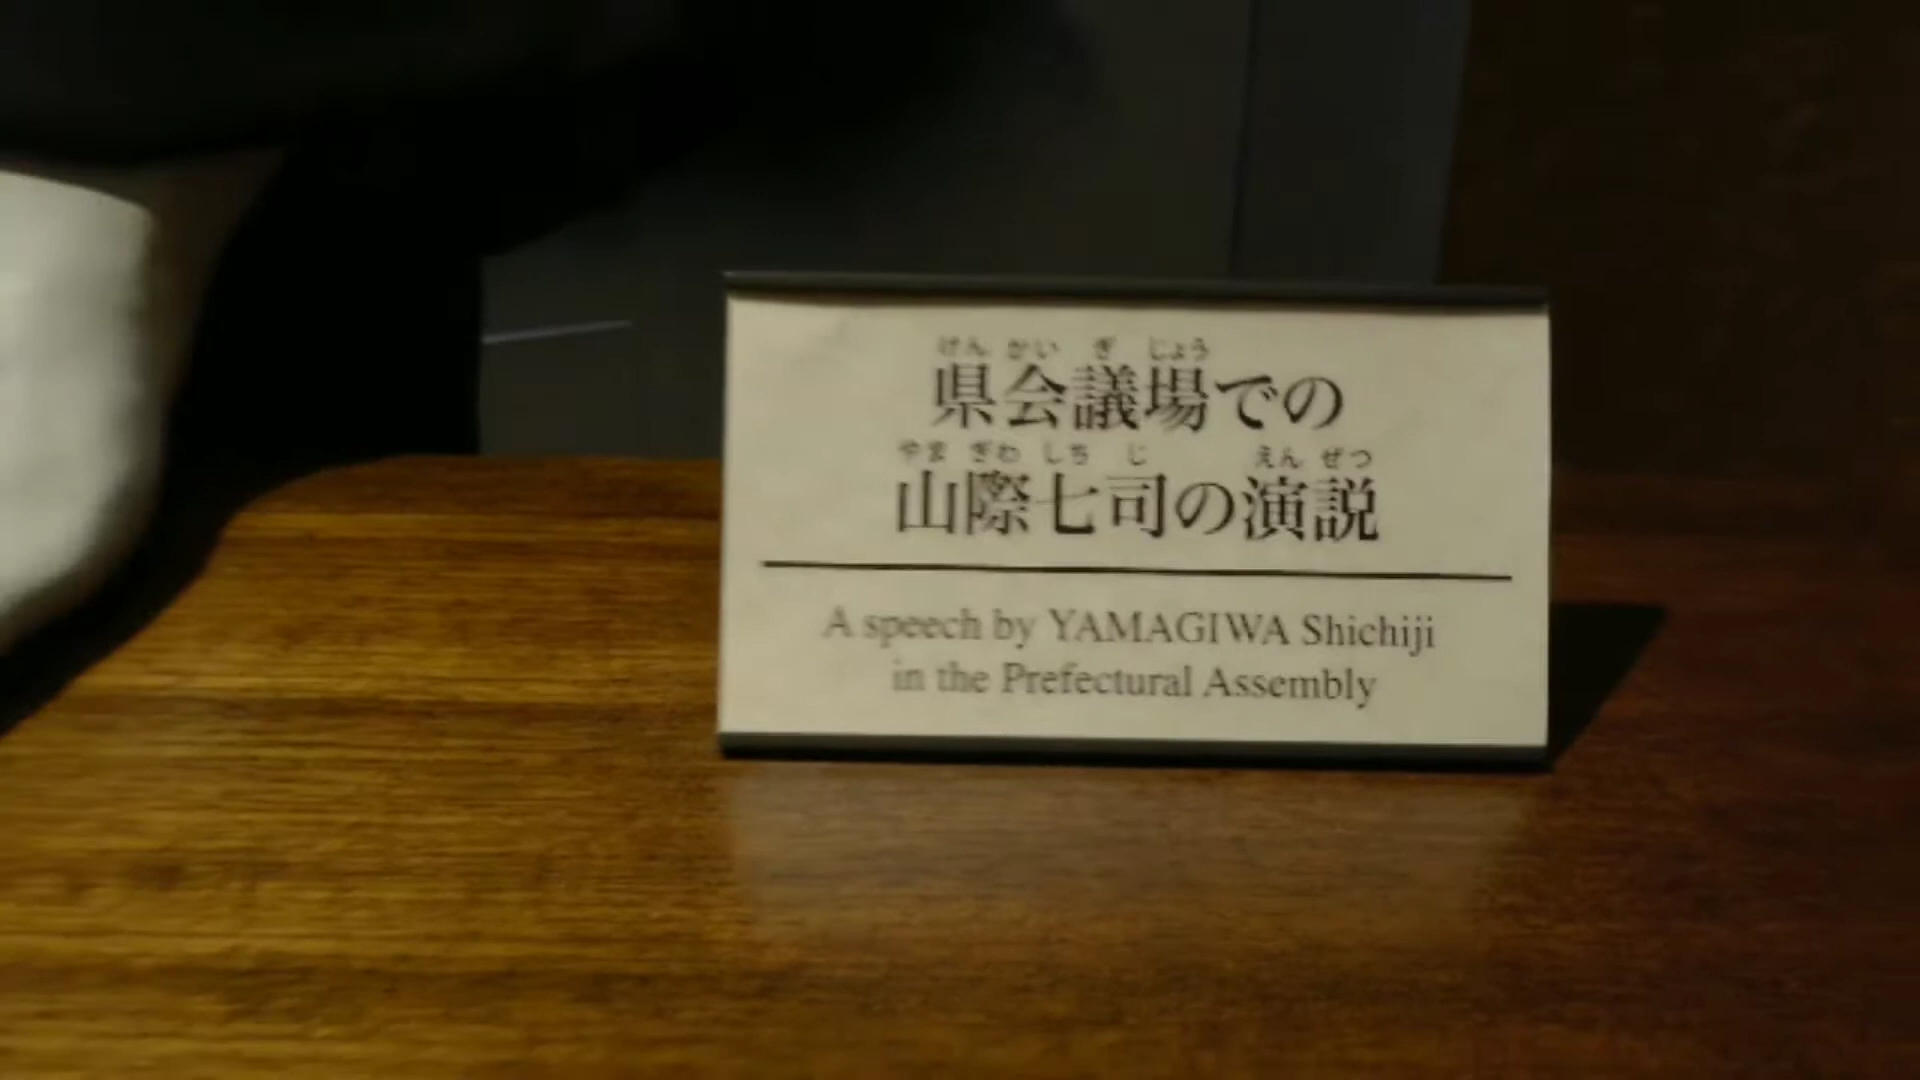 けんかいぎじょう
県会議場での
やまぎわしちじ えんぜつ
山際七司の演説
A speech by YAMAGIWA Shichiji
in the Prefectural Assembly